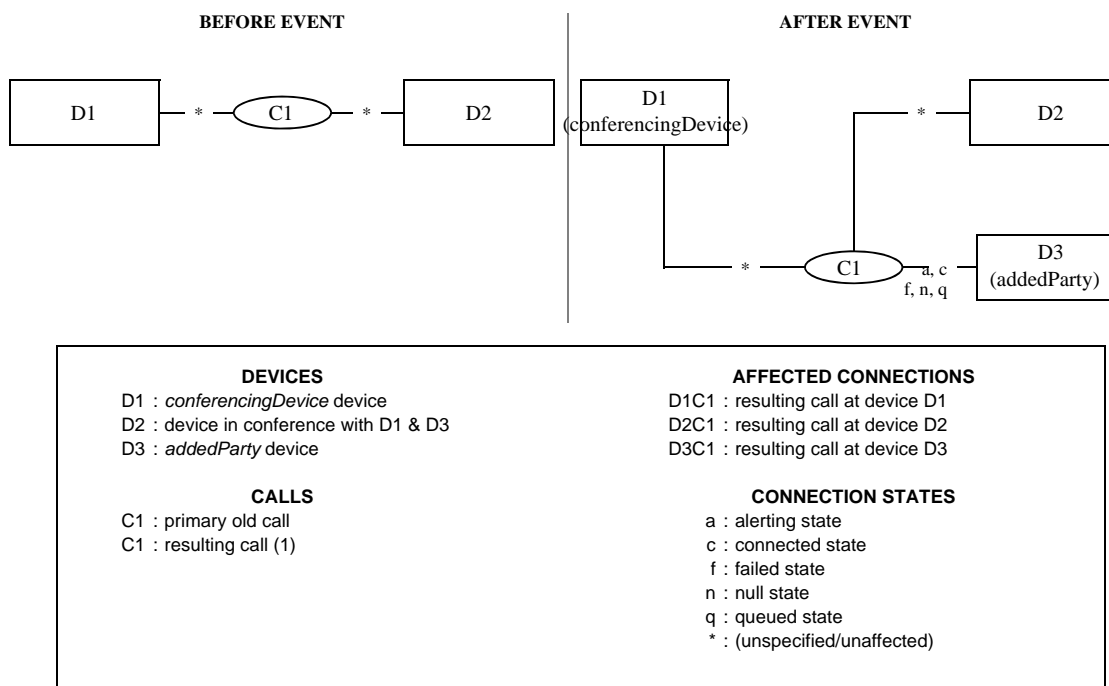 BEFORE EVENT
AFTER EVENT
D1
*
C1
*
D2
D1
(conferencingDevice)
*
D2
*
C1
a, c
f, n, q
D3
(addedParty)
DEVICES
D1 : conferencingDevice device
D2 : device in conference with D1 & D3
D3 : addedParty device
CALLS
C1 : primary old call
C1 : resulting call (1)
AFFECTED CONNECTIONS
D1C1 : resulting call at device D1
D2C1 : resulting call at device D2
D3C1 : resulting call at device D3
CONNECTION STATES
a : alerting state
c : connected state
f : failed state
n : null state
q : queued state
* : (unspecified/unaffected)